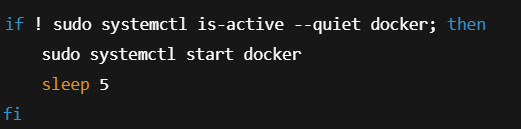 if ! sudo systemctl is-active --quiet docker; then
    sudo systemctl start docker
    sleep 5
fi